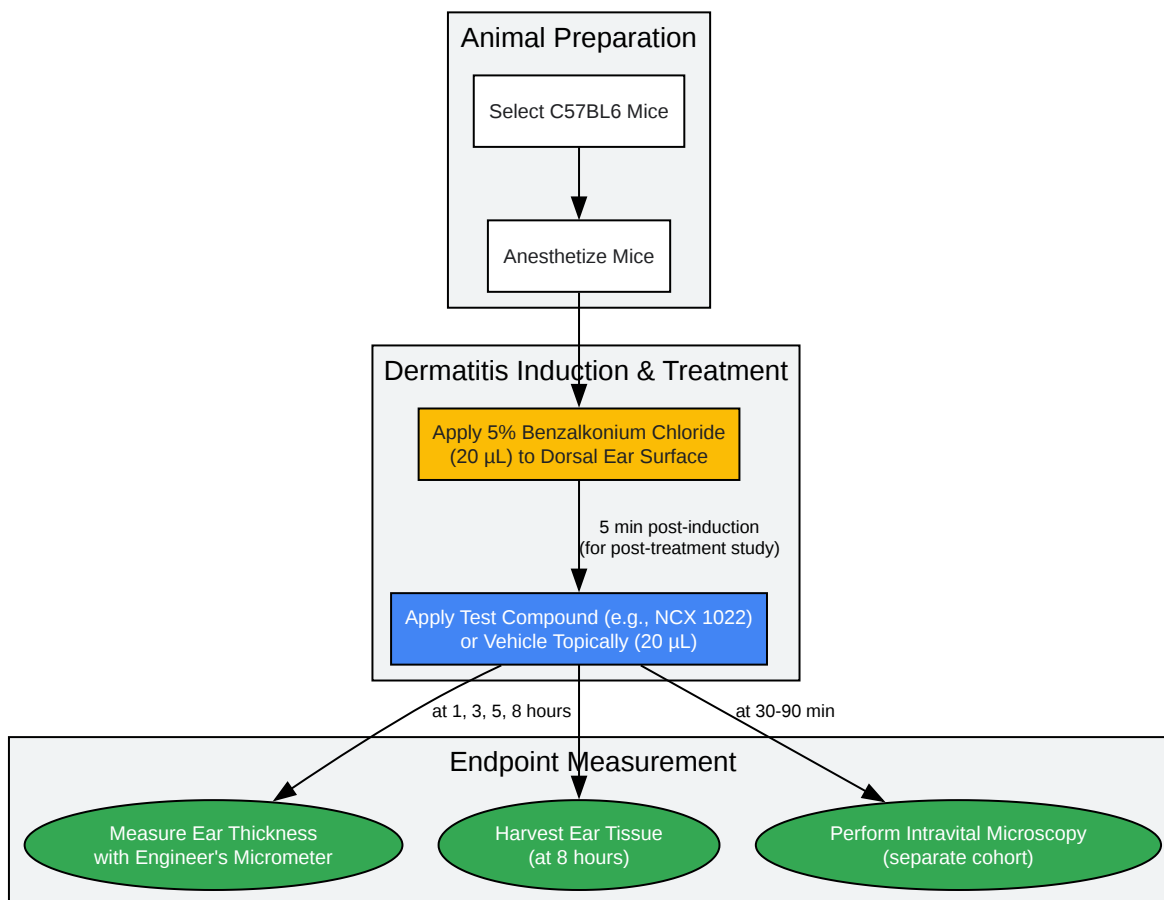 Animal Preparation
Select C57BL6 Mice
Anesthetize Mice
Dermatitis Induction & Treatment
Apply 5% Benzalkonium Chloride
(20 µL) to Dorsal Ear Surface
5 min post-induction
(for post-treatment study)
Apply Test Compound (e.g., NCX 1022)
or Vehicle Topically (20 µL)
at 1, 3, 5, 8 hours
at 30-90 min
Endpoint Measurement
Measure Ear Thickness
with Engineer's Micrometer
Harvest Ear Tissue
(at 8 hours)
Perform Intravital Microscopy
(separate cohort)